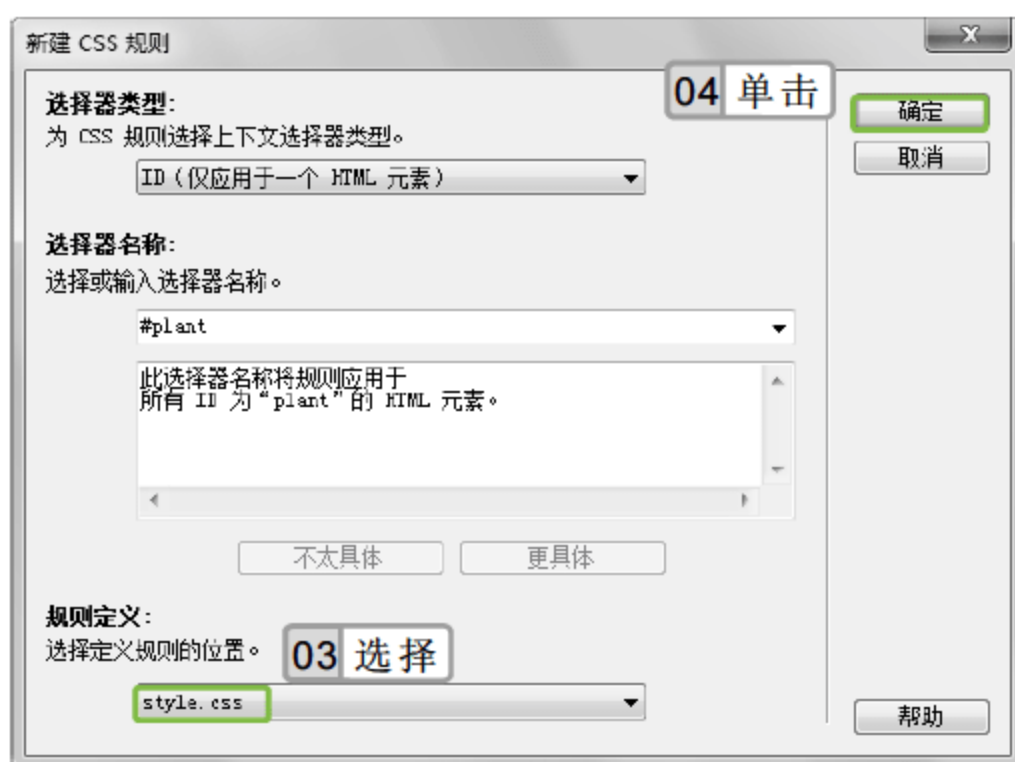 新建 CSS 规则
04 单击
选择器类型:
为 CSS 规则选择上下文选择器类型。
ID（仅应用于一个 HTML 元素）
确定
取消
选择器名称:
选择或输入选择器名称。
#plant
此选择器名称将规则应用于
所有 ID 为“plant”的 HTML 元素。
不太具体
更具体
规则定义:
选择定义规则的位置。
03 选择
style.css
帮助